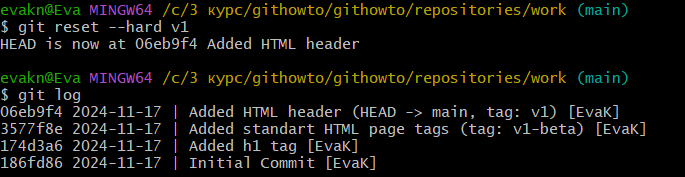 evakn@Eva MINGW64 /c/3 курс/githowto/githowto/repositories/work (main)
$ git reset --hard v1
HEAD is now at 06eb9f4 Added HTML header
evakn@Eva MINGW64 /c/3 курс/githowto/githowto/repositories/work (main)
$ git log
06eb9f4 2024-11-17 | Added HTML header (HEAD -> main, tag: v1) [EvaK]
3577f8e 2024-11-17 | Added standart HTML page tags (tag: v1-beta) [EvaK]
174d3a6 2024-11-17 | Added h1 tag [EvaK]
186fd86 2024-11-17 | Initial Commit [EvaK]